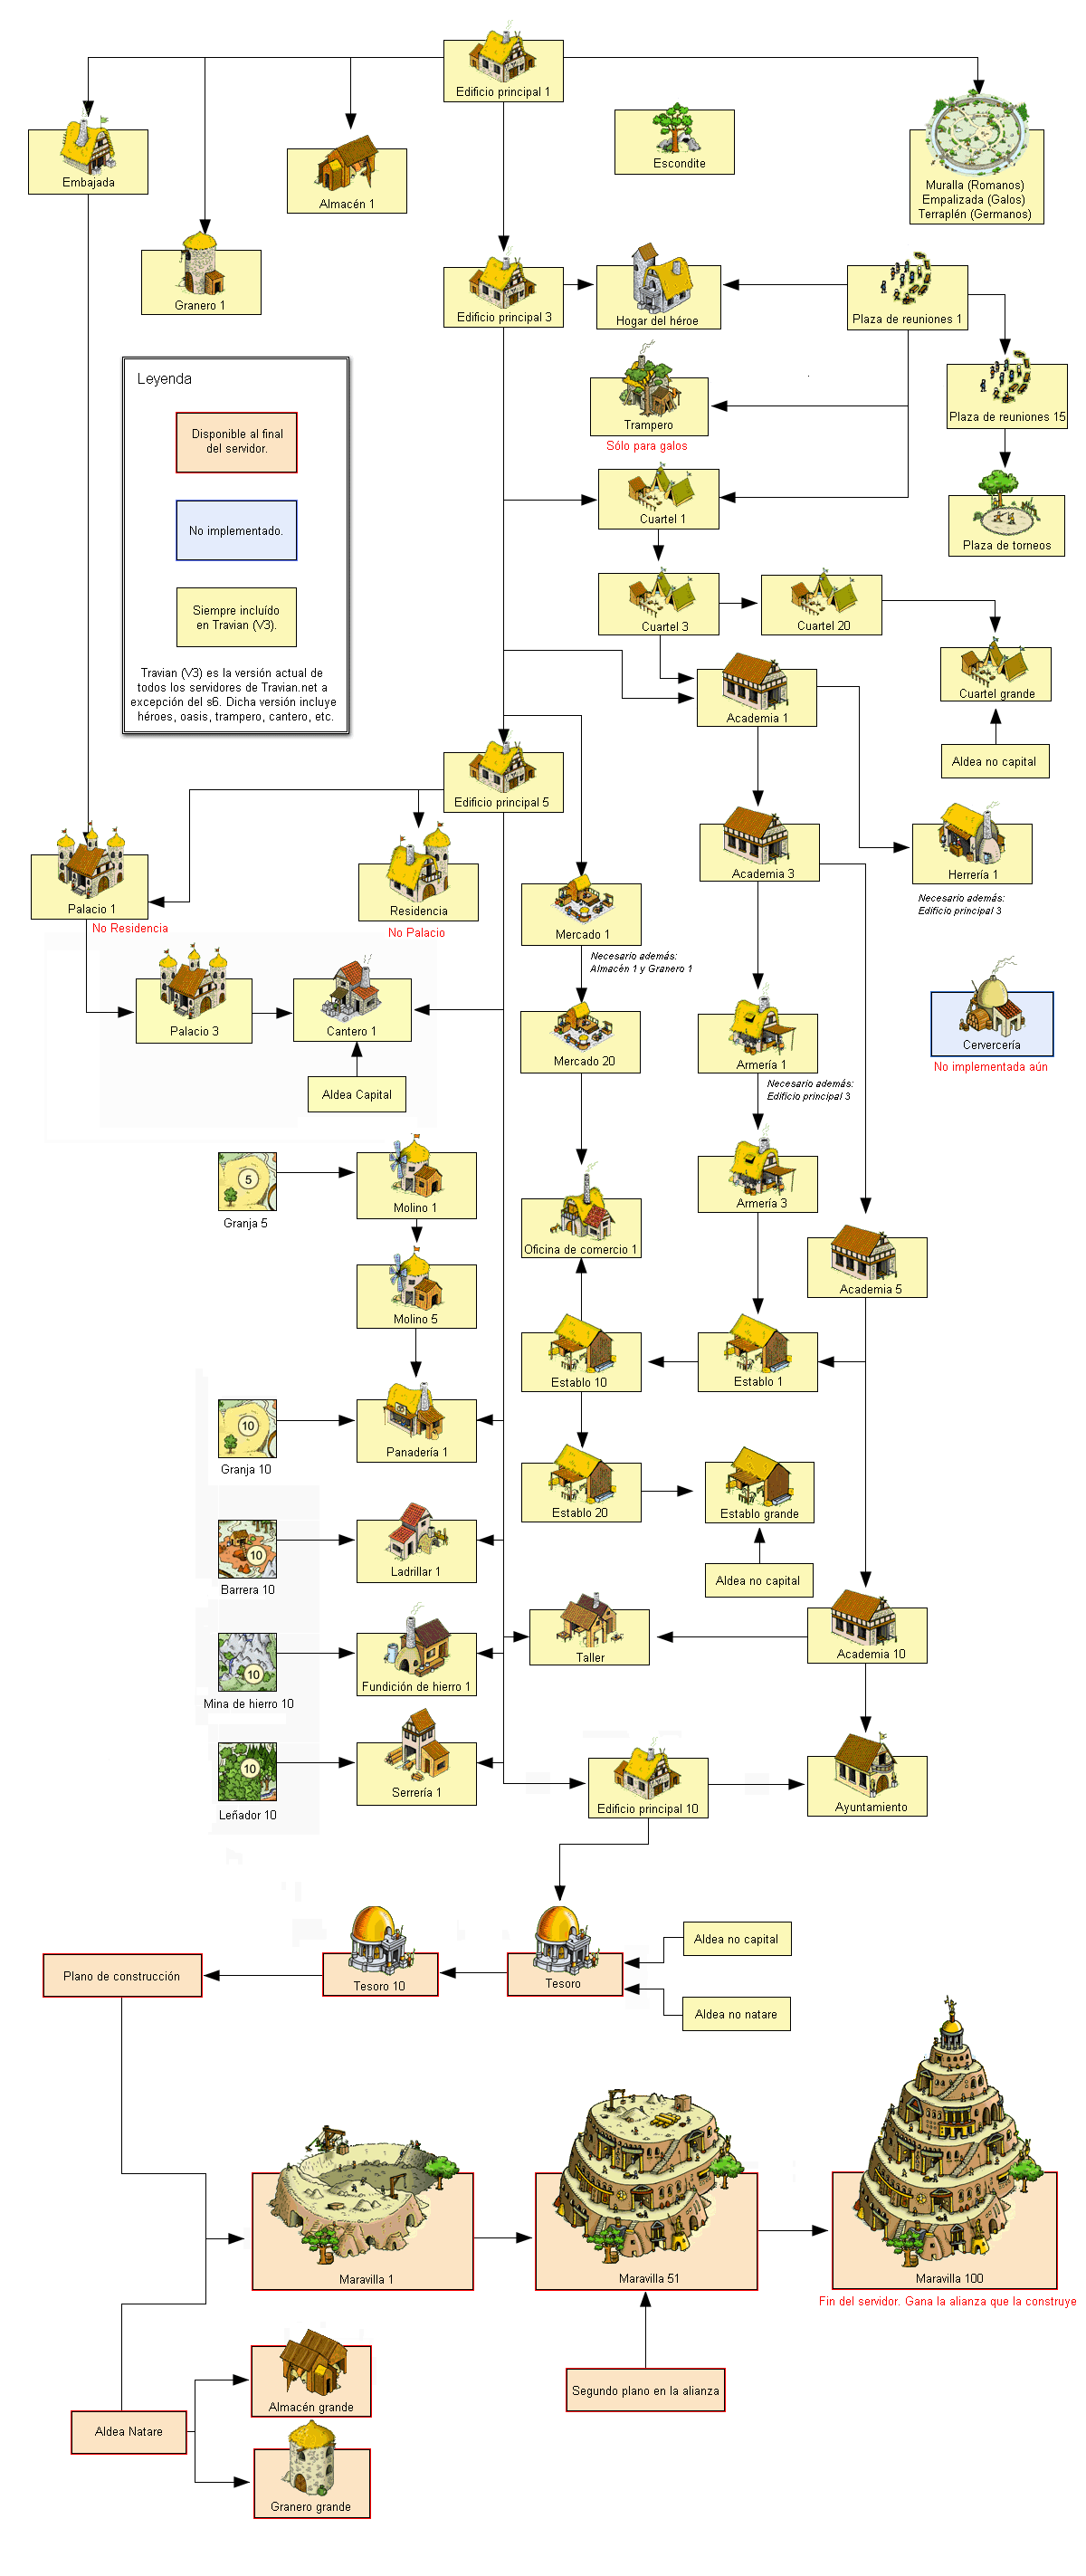 Edificio principal 1
Escondite
Embajada
Almacén 1
Muralla (Romanos)
Empalizada (Galos)
Terraplén (Germanos)
Granero 1
Edificio principal 3
Hogar del héroe
Plaza de reuniones 1
Leyenda
Disponible al final
del servidor.
No implementado.
Siempre incluído
en Travian (V3).
Travian (V3) es la versión actual de
todos los servidores de Travian.net a
excepción del s6. Dicha versión incluye
héroes, oasis, trampero, cantero, etc.
Trampero
Sólo para galos
Plaza de reuniones 15
Cuartel 1
Plaza de torneos
Cuartel 3
Cuartel 20
Cuartel grande
Academia 1
Aldea no capital
Edificio principal 5
Academia 3
Herrería 1
Necesario además:
Edificio principal 3
Palacio 1
No Residencia
Residencia
No Palacio
Mercado 1
Necesario además:
Almacén 1 y Granero 1
Palacio 3
Cantero 1
Mercado 20
Armería 1
Necesario además:
Edificio principal 3
Cervercería
No implementada aún
Aldea Capital
5
Granja 5
Molino 1
Armería 3
Oficina de comercio 1
Academia 5
Molino 5
Establo 10
Establo 1
10
Granja 10
Panadería 1
Establo 20
Establo grande
Aldea no capital
10
Barrera 10
Ladrillar 1
10
Mina de hierro 10
Fundición de hierro 1
Taller
Academia 10
10
Leñador 10
Serrería 1
Edificio principal 10
Ayuntamiento
Plano de construcción
Tesoro 10
Tesoro
Aldea no capital
Aldea no natare
Maravilla 1
Maravilla 51
Maravilla 100
Fin del servidor. Gana la alianza que la construye
Segundo plano en la alianza
Almacén grande
Aldea Natare
Granero grande